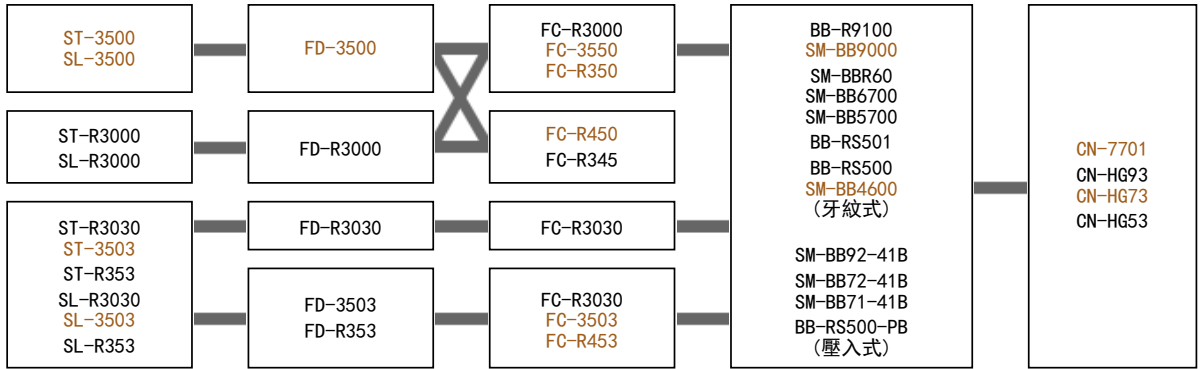 ST-3500
SL-3500
FD-3500
FC-R3000
FC-3550
FC-R350
ST-R3000
SL-R3000
FD-R3000
FC-R450
FC-R345
ST-R3030
ST-3503
ST-R353
SL-R3030
SL-3503
SL-R353
FD-R3030
FC-R3030
FD-3503
FD-R353
FC-R3030
FC-3503
FC-R453
BB-R9100
SM-BB9000
SM-BBR60
SM-BB6700
SM-BB5700
BB-RS501
BB-RS500
SM-BB4600
(牙紋式)
SM-BB92-41B
SM-BB72-41B
SM-BB71-41B
BB-RS500-PB
(壓入式)
CN-7701
CN-HG93
CN-HG73
CN-HG53